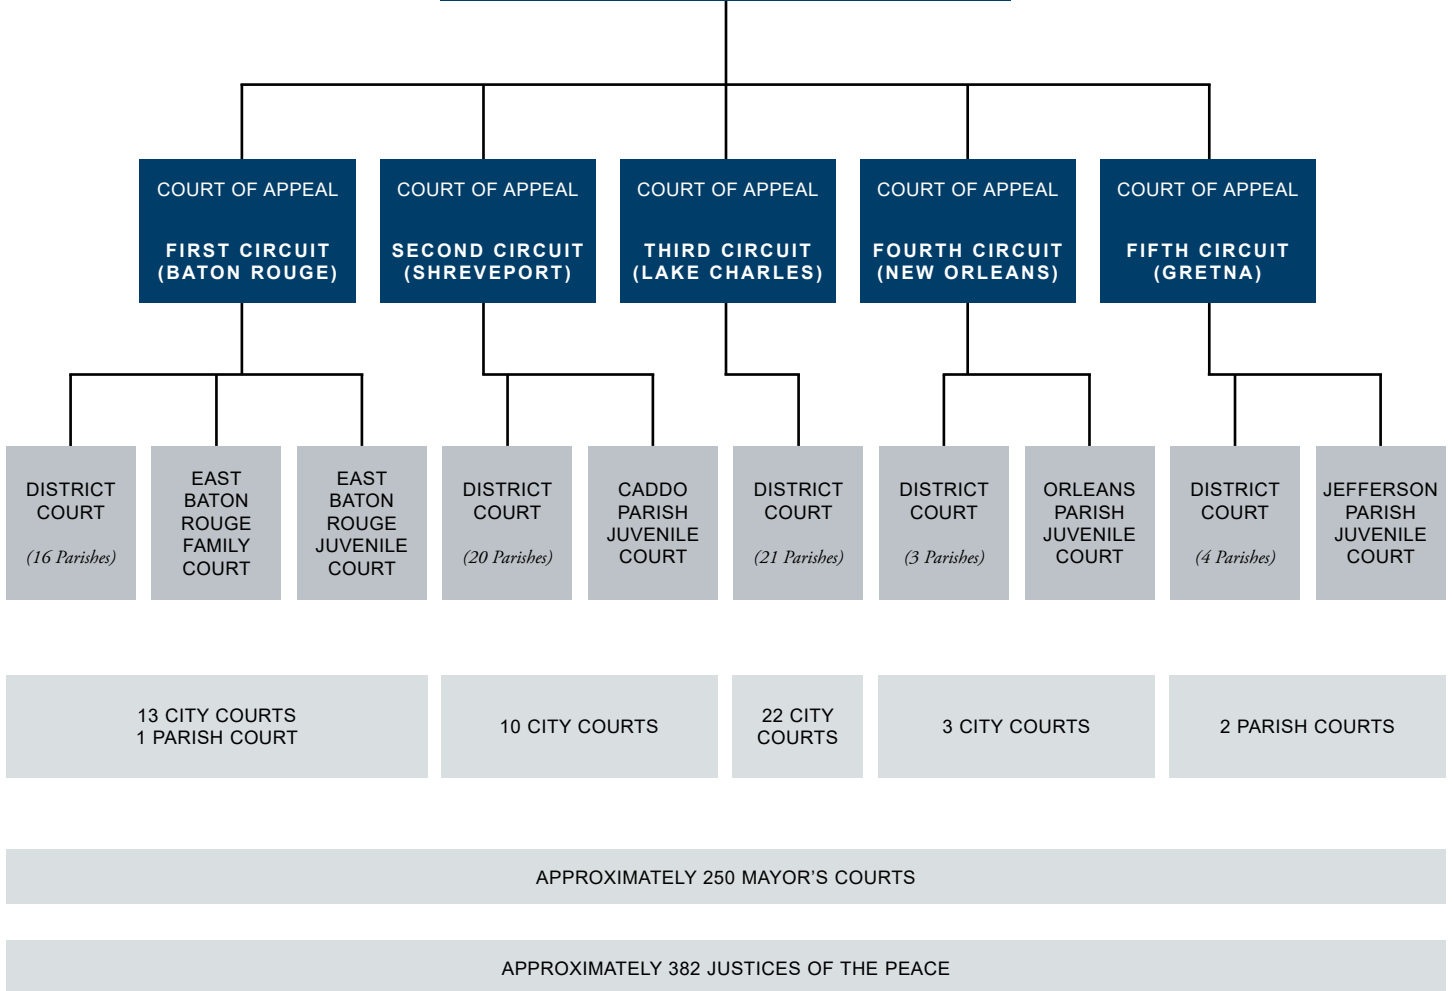 COURT OF APPEAL
FIRST CIRCUIT
(BATON ROUGE)
COURT OF APPEAL
SECOND CIRCUIT
(SHREVEPORT)
COURT OF APPEAL
THIRD CIRCUIT
(LAKE CHARLES)
COURT OF APPEAL
FOURTH CIRCUIT
(NEW ORLEANS)
COURT OF APPEAL
FIFTH CIRCUIT
(GRETNA)
DISTRICT
COURT
(16 Parishes)
EAST
BATON
ROUGE
FAMILY
COURT
EAST
BATON
ROUGE
JUVENILE
COURT
DISTRICT
COURT
(20 Parishes)
CADDO
PARISH
JUVENILE
COURT
DISTRICT
COURT
(21 Parishes)
DISTRICT
COURT
(3 Parishes)
ORLEANS
PARISH
JUVENILE
COURT
DISTRICT
COURT
(4 Parishes)
JEFFERSON
PARISH
JUVENILE
COURT
13 CITY COURTS
1 PARISH COURT
10 CITY COURTS
22 CITY
COURTS
3 CITY COURTS
2 PARISH COURTS
APPROXIMATELY 250 MAYOR’S COURTS
APPROXIMATELY 382 JUSTICES OF THE PEACE